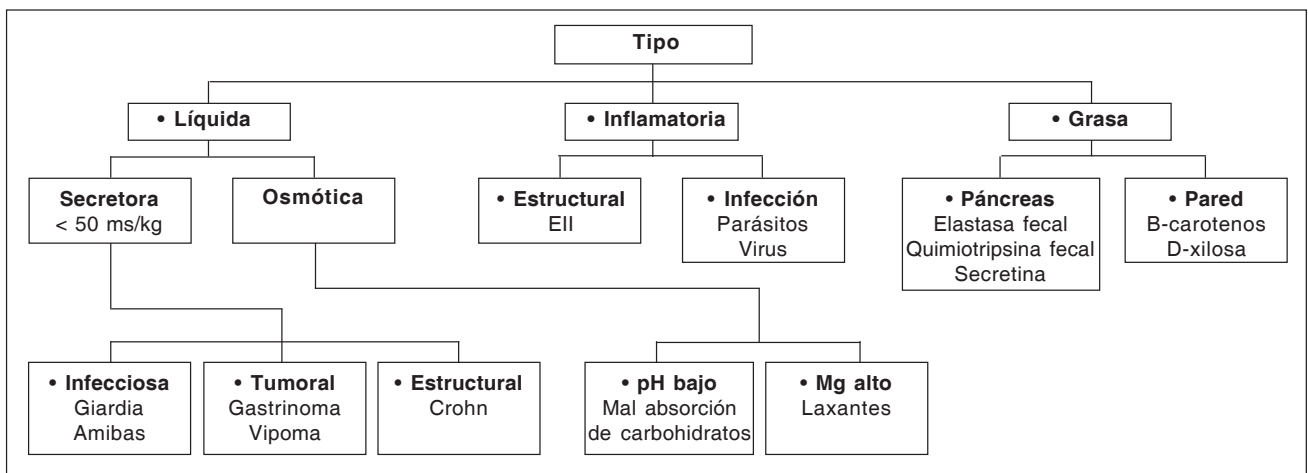 Tipo
• Líquida
• Inflamatoria
• Grasa
Secretora
< 50 ms/kg
Osmótica
• Estructural
EII
• Infección
Parásitos
Virus
• Páncreas
Elastasa fecal
Quimiotripsina fecal
Secretina
• Pared
B-carotenos
D-xilosa
• Infecciosa
Giardia
Amibas
• Tumoral
Gastrinoma
Vipoma
• Estructural
Crohn
• pH bajo
Mal absorción
de carbohidratos
• Mg alto
Laxantes